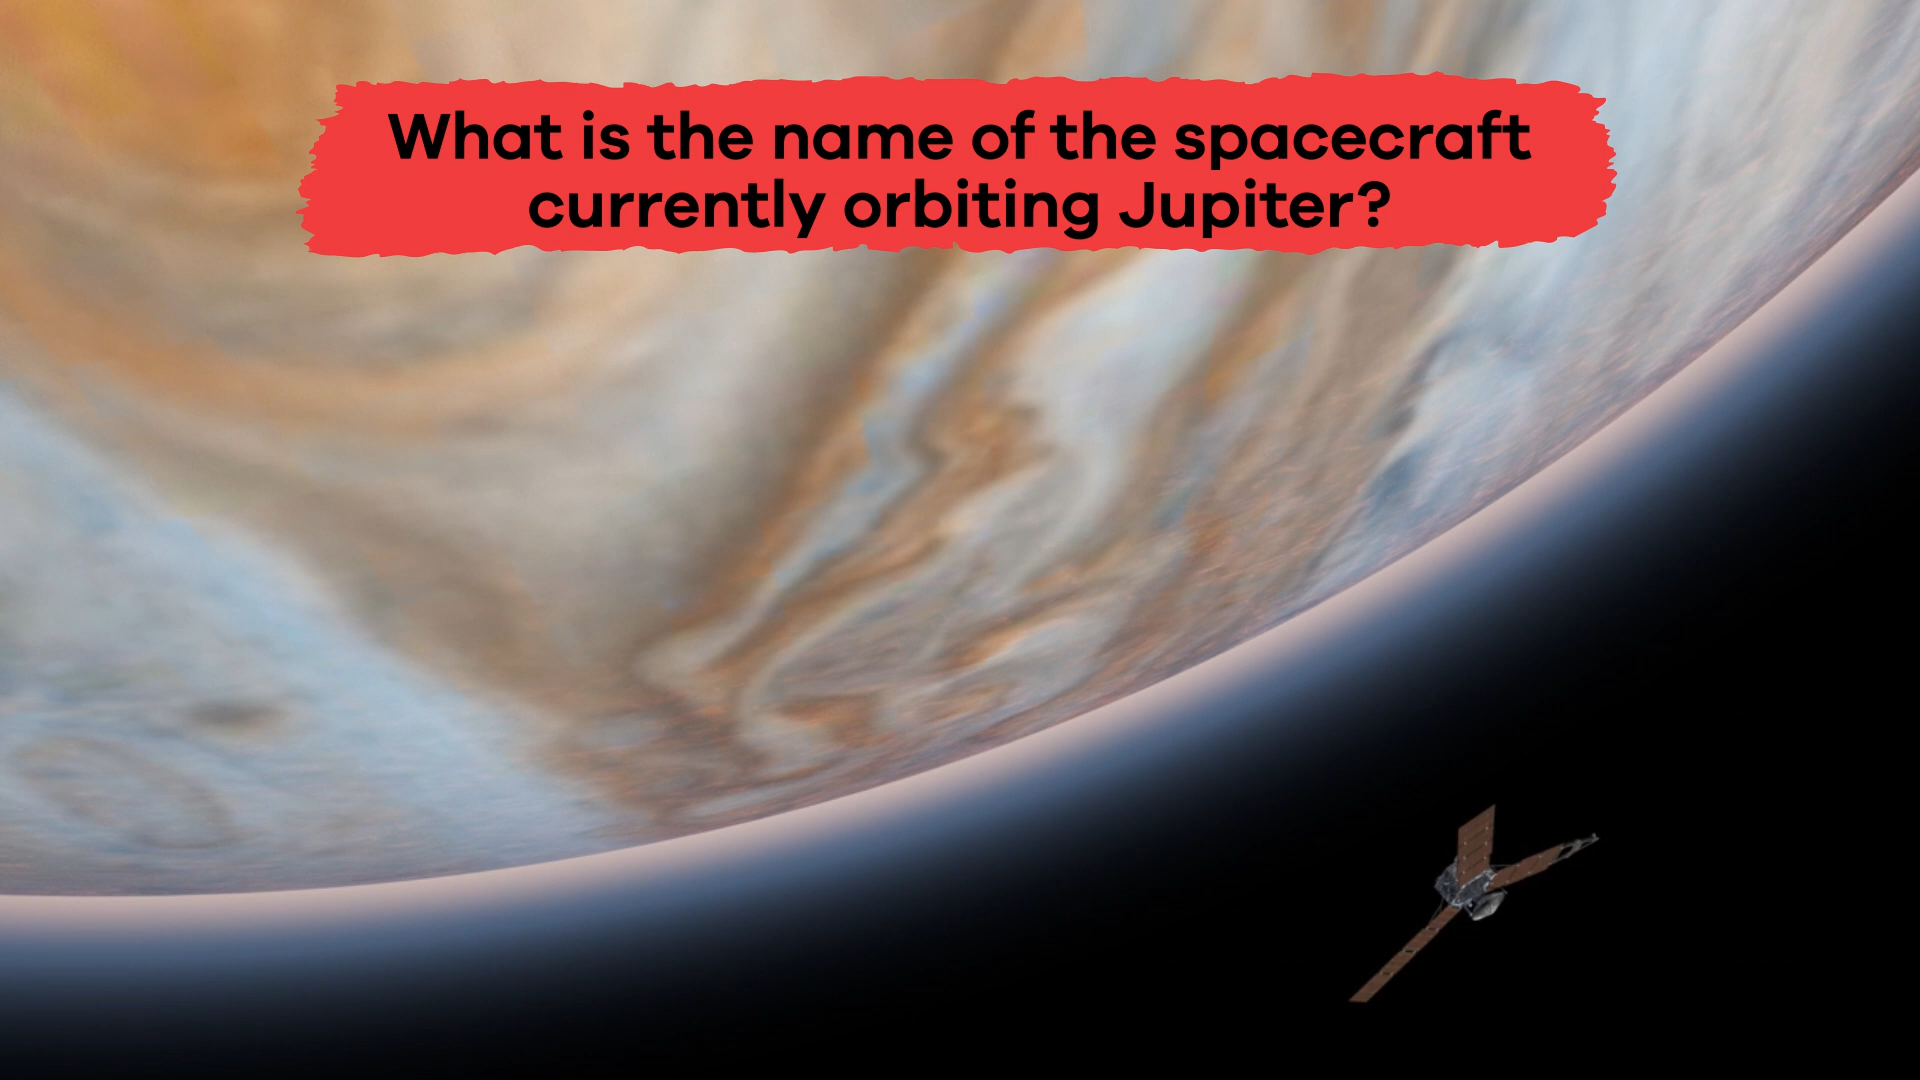 What is the name of the spacecraft
currently orbiting Jupiter?